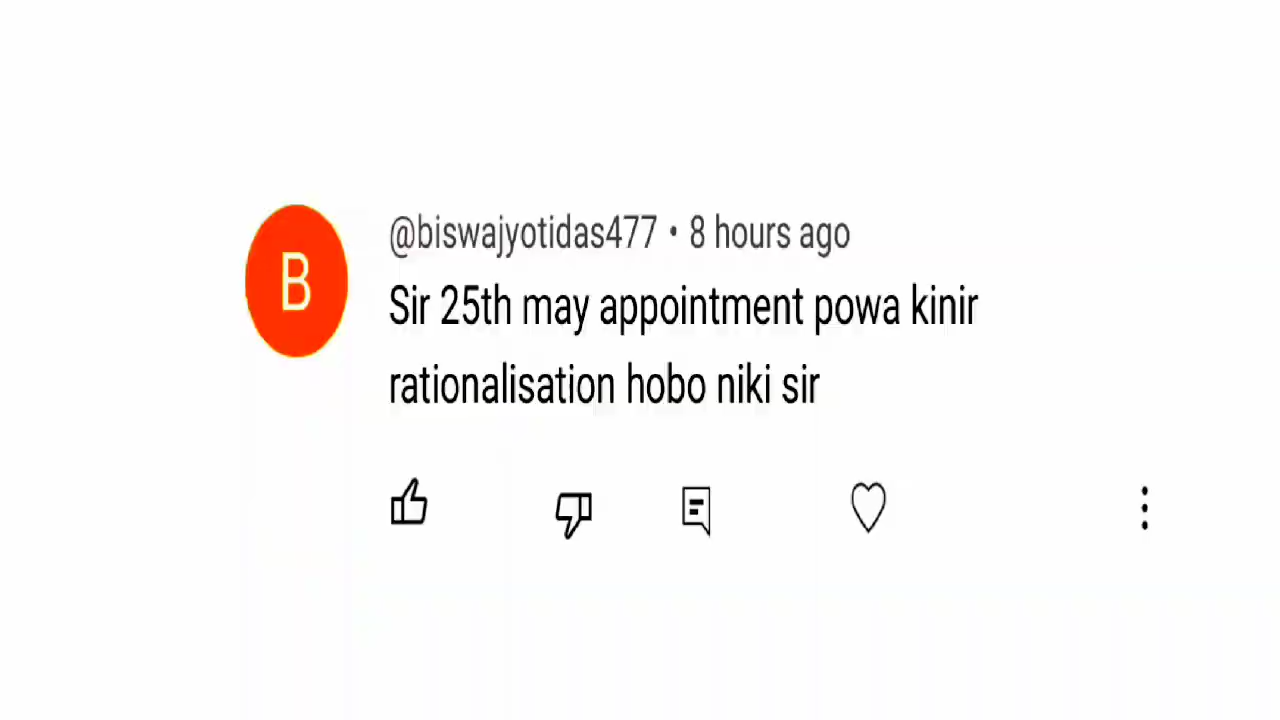 B
@biswajyotidas477 • 8 hours ago
Sir 25th may appointment powa kinir
rationalisation hobo niki sir